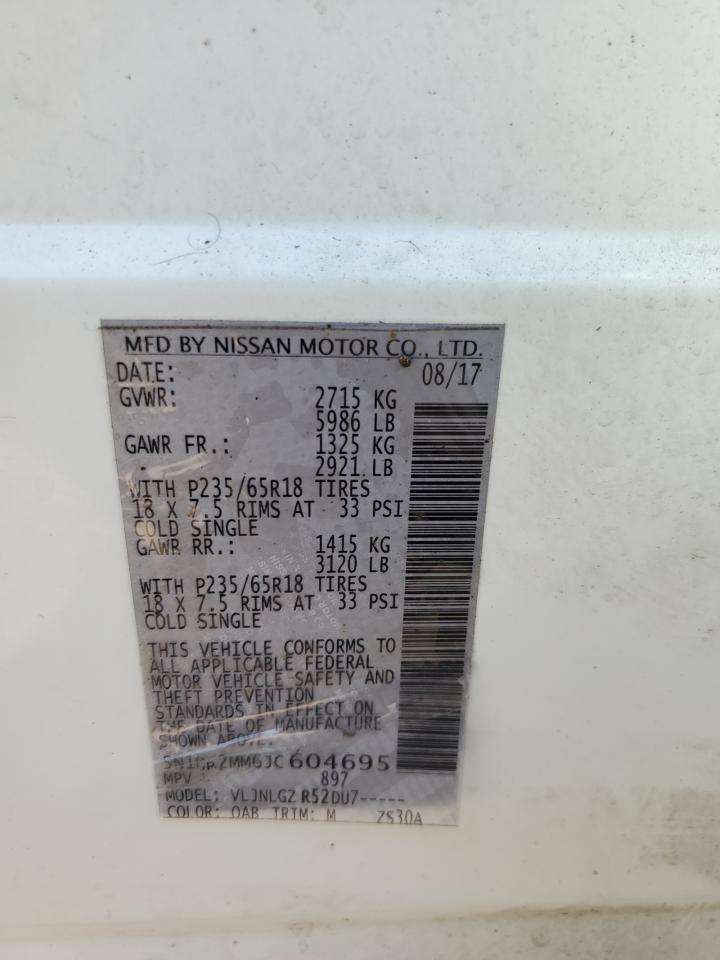 MFD BY NISSAN MOTOR CO., LTD.
DATE: 08/17
GVWR: 2715 KG
5986 LB
GAWR FR.: 1325 KG
2921 LB
WITH P235/65R18 TIRES
18 X 7.5 RIMS AT 33 PSI
COLD SINGLE
GAWR RR.: 1415 KG
3120 LB
WITH P235/65R18 TIRES
18 X 7.5 RIMS AT 33 PSI
COLD SINGLE
THIS VEHICLE CONFORMS TO
ALL APPLICABLE FEDERAL
MOTOR VEHICLE SAFETY AND
THEFT PREVENTION
STANDARDS IN EFFECT ON
THE DATE OF MANUFACTURE
SHOWN ABOVE.
604695
MPV 897
MODEL: VLJNLGZ R52DU7-----
COLOR: QAB TRIM: M ZS30A